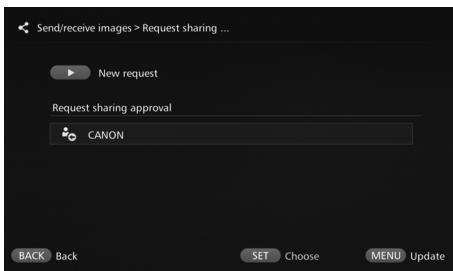 Send/receive images > Request sharing ...
New request
Request sharing approval
CANON
BACK Back SET Choose MENU Update